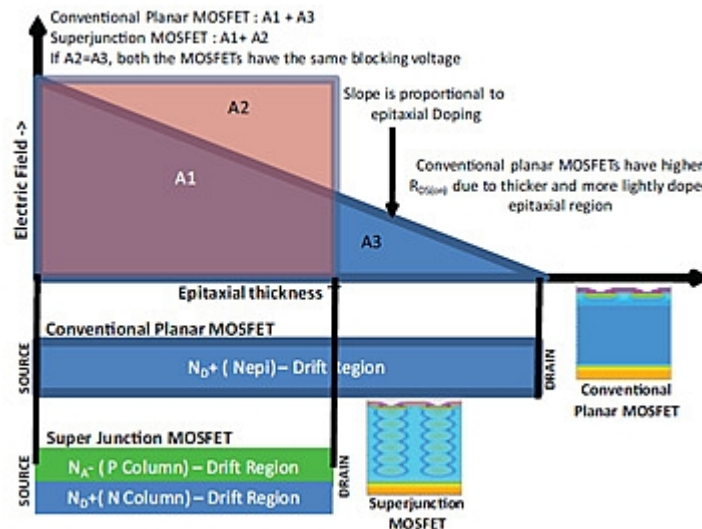 Conventional Planar MOSFET : A1 + A3
Superjunction MOSFET : A1+ A2
If A2=A3, both the MOSFETs have the same blocking voltage
Electric Field ->
A2
A1
A3
Slope is proportional to
epitaxial Doping
Conventional planar MOSFETs have higher
RDS(on) due to thicker and more lightly dope
epitaxial region
Epitaxial thickness
Conventional Planar MOSFET
SOURCE
ND+ ( Nepi) – Drift Region
DRAIN
Conventional
Planar MOSFET
Super Junction MOSFET
SOURCE
NA- ( P Column) – Drift Region
ND+( N Column) – Drift Region
DRAIN
Superjunction
MOSFET